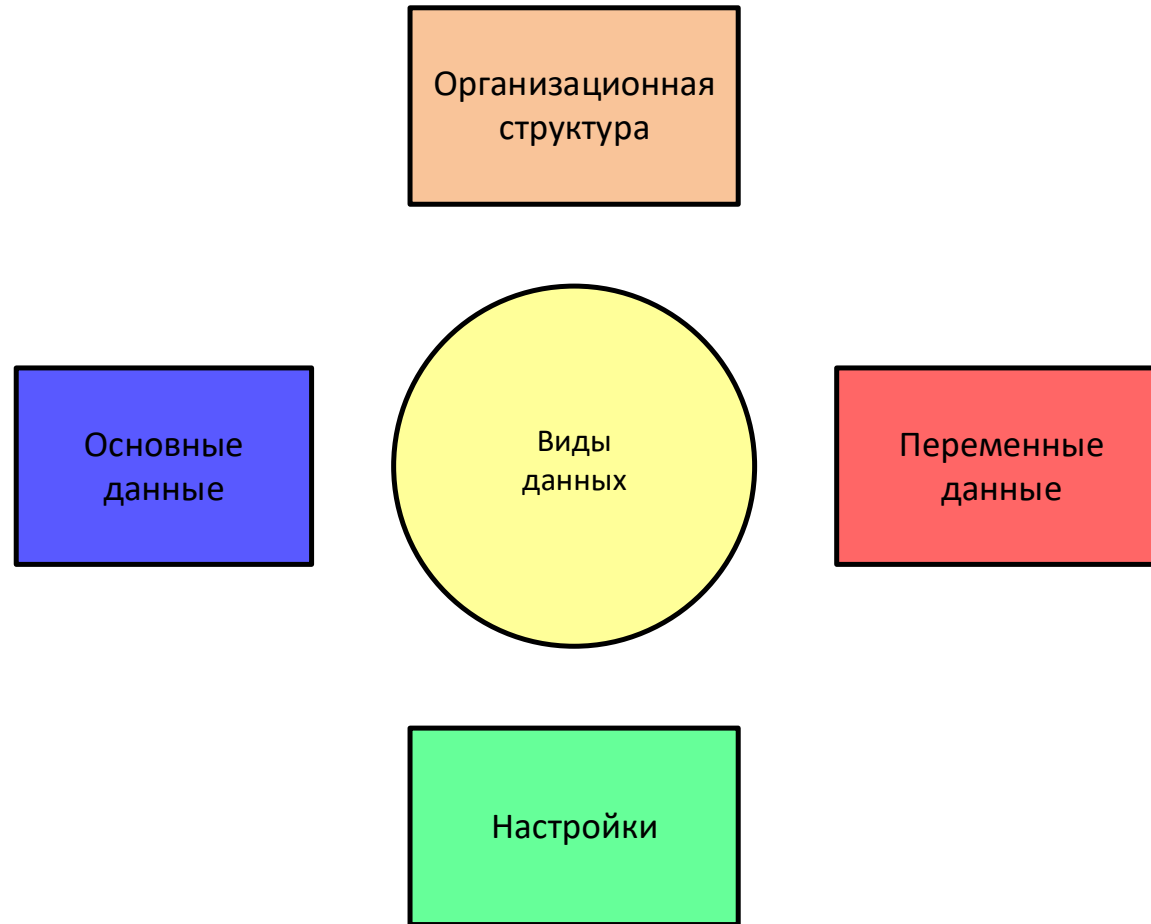 Организационная
структура
Основные
данные
Виды
данных
Переменные
данные
Настройки